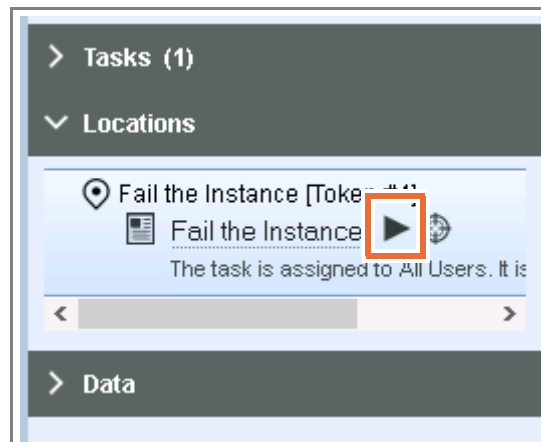 Tasks (1)
Locations
Fail the Instance [Token #1]
Fail the Instance
The task is assigned to All Users. It is
Data